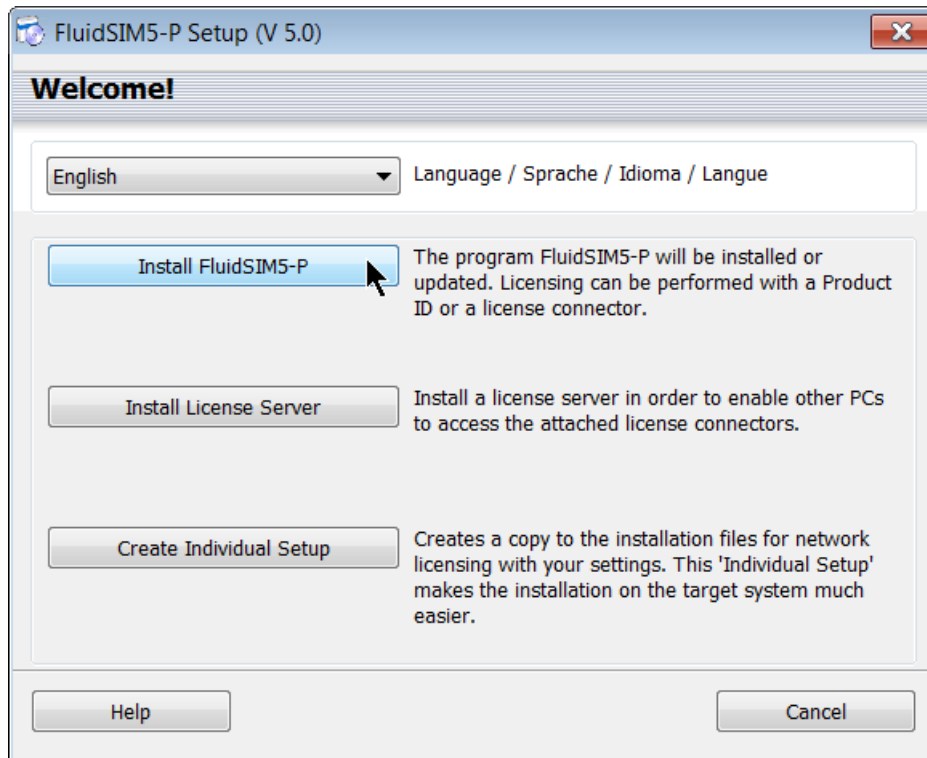 FluidSIM5-P Setup (V 5.0)
Welcome!
English
Language / Sprache / Idioma / Langue
Install FluidSIM5-P
The program FluidSIM5-P will be installed or
updated. Licensing can be performed with a Product
ID or a license connector.
Install License Server
Install a license server in order to enable other PCs
to access the attached license connectors.
Create Individual Setup
Creates a copy to the installation files for network
licensing with your settings. This 'Individual Setup'
makes the installation on the target system much
easier.
Help
Cancel